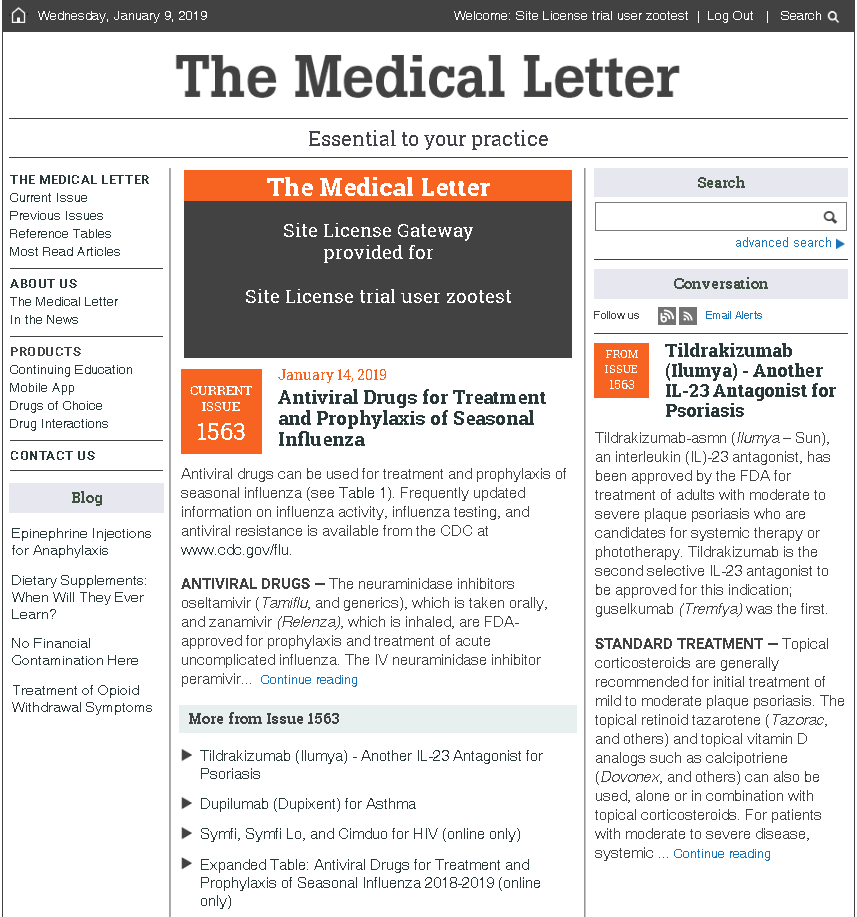 Wednesday, January 9, 2019
Welcome: Site License trial user zootest | Log Out | Search
The Medical Letter
Essential to your practice
THE MEDICAL LETTER
Current Issue
Previous Issues
Reference Tables
Most Read Articles
ABOUT US
The Medical Letter
In the News
PRODUCTS
Continuing Education
Mobile App
Drugs of Choice
Drug Interactions
CONTACT US
Blog
Epinephrine Injections
for Anaphylaxis
Dietary Supplements:
When Will They Ever
Learn?
No Financial
Contamination Here
Treatment of Opioid
Withdrawal Symptoms
The Medical Letter
Site License Gateway
provided for
Site License trial user zootest
CURRENT
ISSUE
1563
January 14, 2019
Antiviral Drugs for Treatment
and Prophylaxis of Seasonal
Influenza
Antiviral drugs can be used for treatment and prophylaxis of
seasonal influenza (see Table 1). Frequently updated
information on influenza activity, influenza testing, and
antiviral resistance is available from the CDC at
www.cdc.gov/flu.
ANTIVIRAL DRUGS — The neuraminidase inhibitors
oseltamivir (Tamiflu, and generics), which is taken orally,
and zanamivir (Relenza), which is inhaled, are FDA-
approved for prophylaxis and treatment of acute
uncomplicated influenza. The IV neuraminidase inhibitor
peramivir... Continue reading
More from Issue 1563
Tildrakizumab (Ilumya) - Another IL-23 Antagonist for
Psoriasis
Dupilumab (Dupixent) for Asthma
Symfi, Symfi Lo, and Cimduo for HIV (online only)
Expanded Table: Antiviral Drugs for Treatment and
Prophylaxis of Seasonal Influenza 2018-2019 (online
only)
Search
advanced search
Conversation
Follow us Email Alerts
FROM
ISSUE
1563
Tildrakizumab
(Ilumya) - Another
IL-23 Antagonist for
Psoriasis
Tildrakizumab-asmn (Ilumya – Sun),
an interleukin (IL)-23 antagonist, has
been approved by the FDA for
treatment of adults with moderate to
severe plaque psoriasis who are
candidates for systemic therapy or
phototherapy. Tildrakizumab is the
second selective IL-23 antagonist to
be approved for this indication;
guselkumab (Tremfya) was the first.
STANDARD TREATMENT — Topical
corticosteroids are generally
recommended for initial treatment of
mild to moderate plaque psoriasis. The
topical retinoid tazarotene (Tazorac,
and others) and topical vitamin D
analogs such as calcipotriene
(Dovonex, and others) can also be
used, alone or in combination with
topical corticosteroids. For patients
with moderate to severe disease,
systemic ... Continue reading